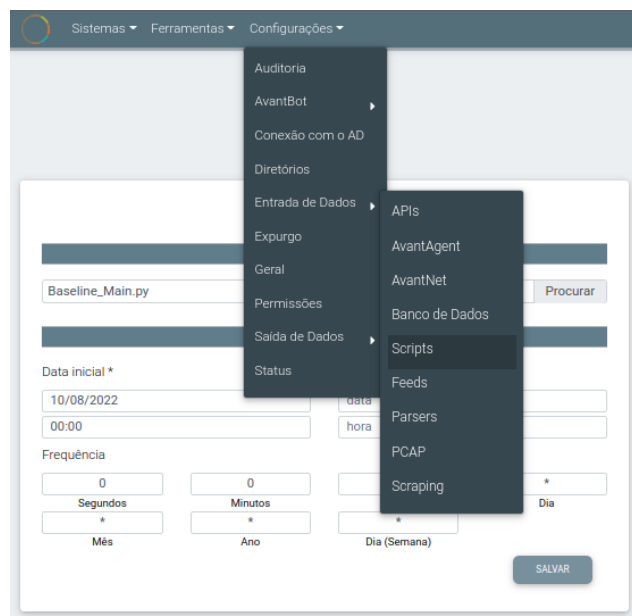 Sistemas Ferramentas Configurações
Auditoria
AvantBot
Conexão com o AD
Diretórios
Entrada de Dados
Expurgo
Geral
Permissões
Saída de Dados
Status
APIs
AvantAgent
AvantNet
Banco de Dados
Scripts
Feeds
Parsers
PCAP
Scraping
Baseline_Main.py
Procurar
Data inicial *
10/08/2022
data
00:00
hora
Frequência
0 0 *
Segundos Minutos Dia
* * *
Mês Ano Dia (Semana)
SALVAR